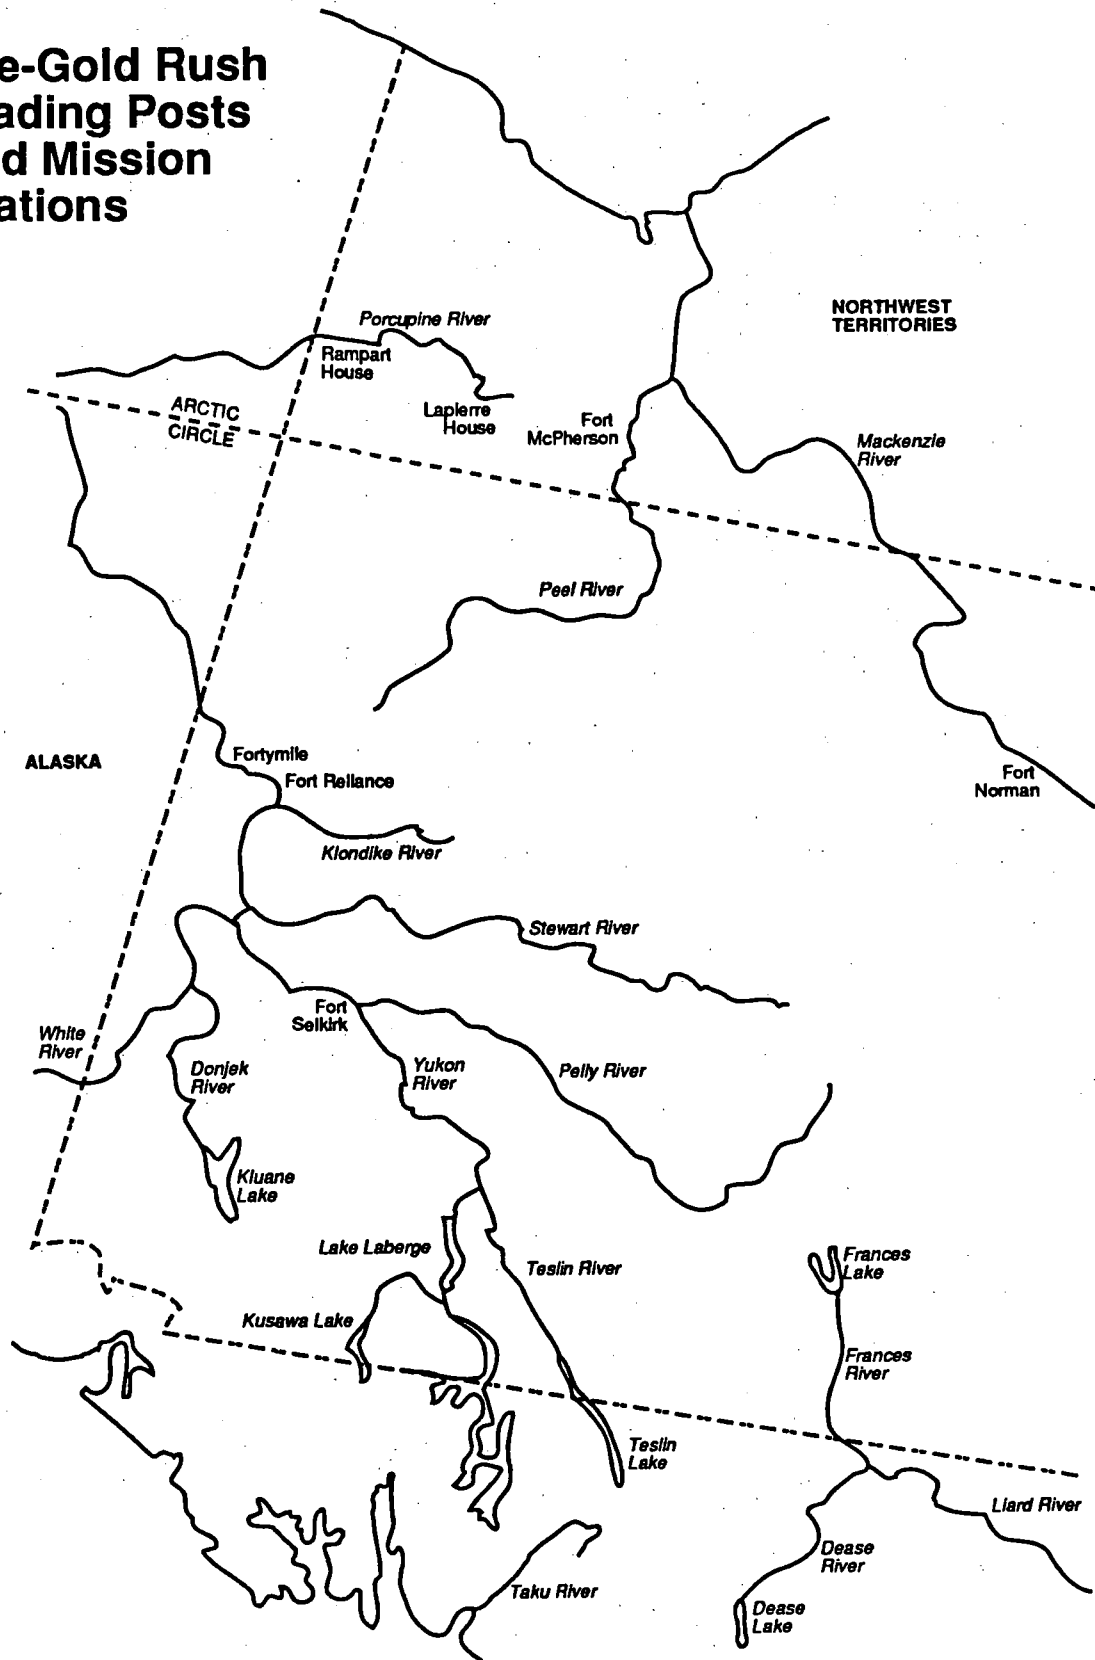 e-Gold Rush
ading Posts
d Mission
ations
NORTHWEST
TERRITORIES
Porcupine River
Rampart
House
Lapierre
House
ARCTIC
CIRCLE
Fort
McPherson
Mackenzie
River
Peel River
ALASKA
Fortymile
Fort Reliance
Fort
Norman
Klondike River
Stewart River
Fort
Selkirk
White
River
Donjek
River
Yukon
River
Pelly River
Kluane
Lake
Lake Laberge
Teslin River
Frances
Lake
Kusawa Lake
Frances
River
Teslin
Lake
Liard River
Dease
River
Taku River
Dease
Lake